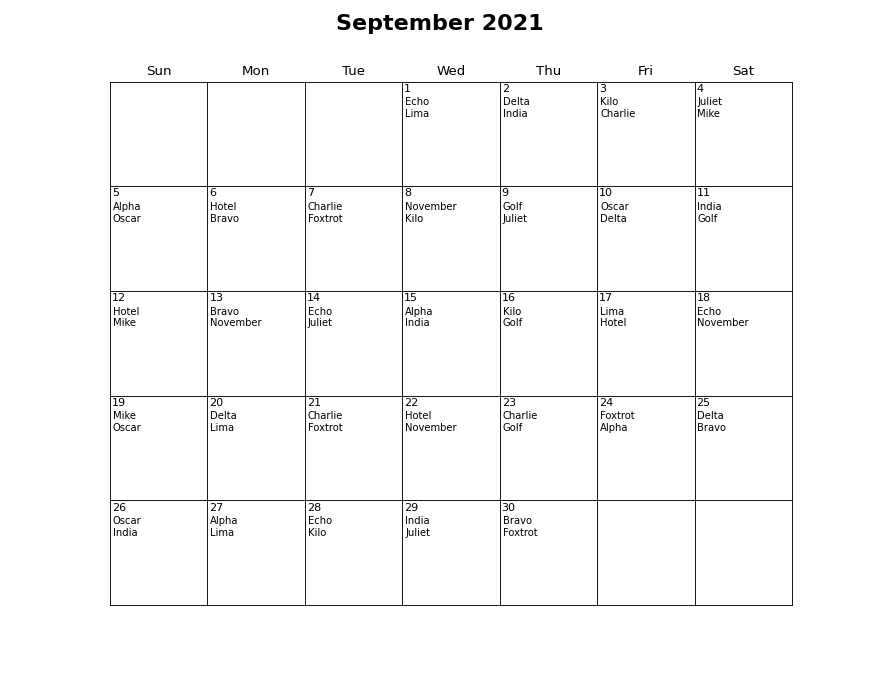 September 2021
Sun Mon Tue Wed Thu Fri Sat
1
Echo
Lima
2
Delta
India
3
Kilo
Charlie
4
Juliet
Mike
5
Alpha
Oscar
6
Hotel
Bravo
7
Charlie
Foxtrot
8
November
Kilo
9
Golf
Juliet
10
Oscar
Delta
11
India
Golf
12
Hotel
Mike
13
Bravo
November
14
Echo
Juliet
15
Alpha
India
16
Kilo
Golf
17
Lima
Hotel
18
Echo
November
19
Mike
Oscar
20
Delta
Lima
21
Charlie
Foxtrot
22
Hotel
November
23
Charlie
Golf
24
Foxtrot
Alpha
25
Delta
Bravo
26
Oscar
India
27
Alpha
Lima
28
Echo
Kilo
29
India
Juliet
30
Bravo
Foxtrot